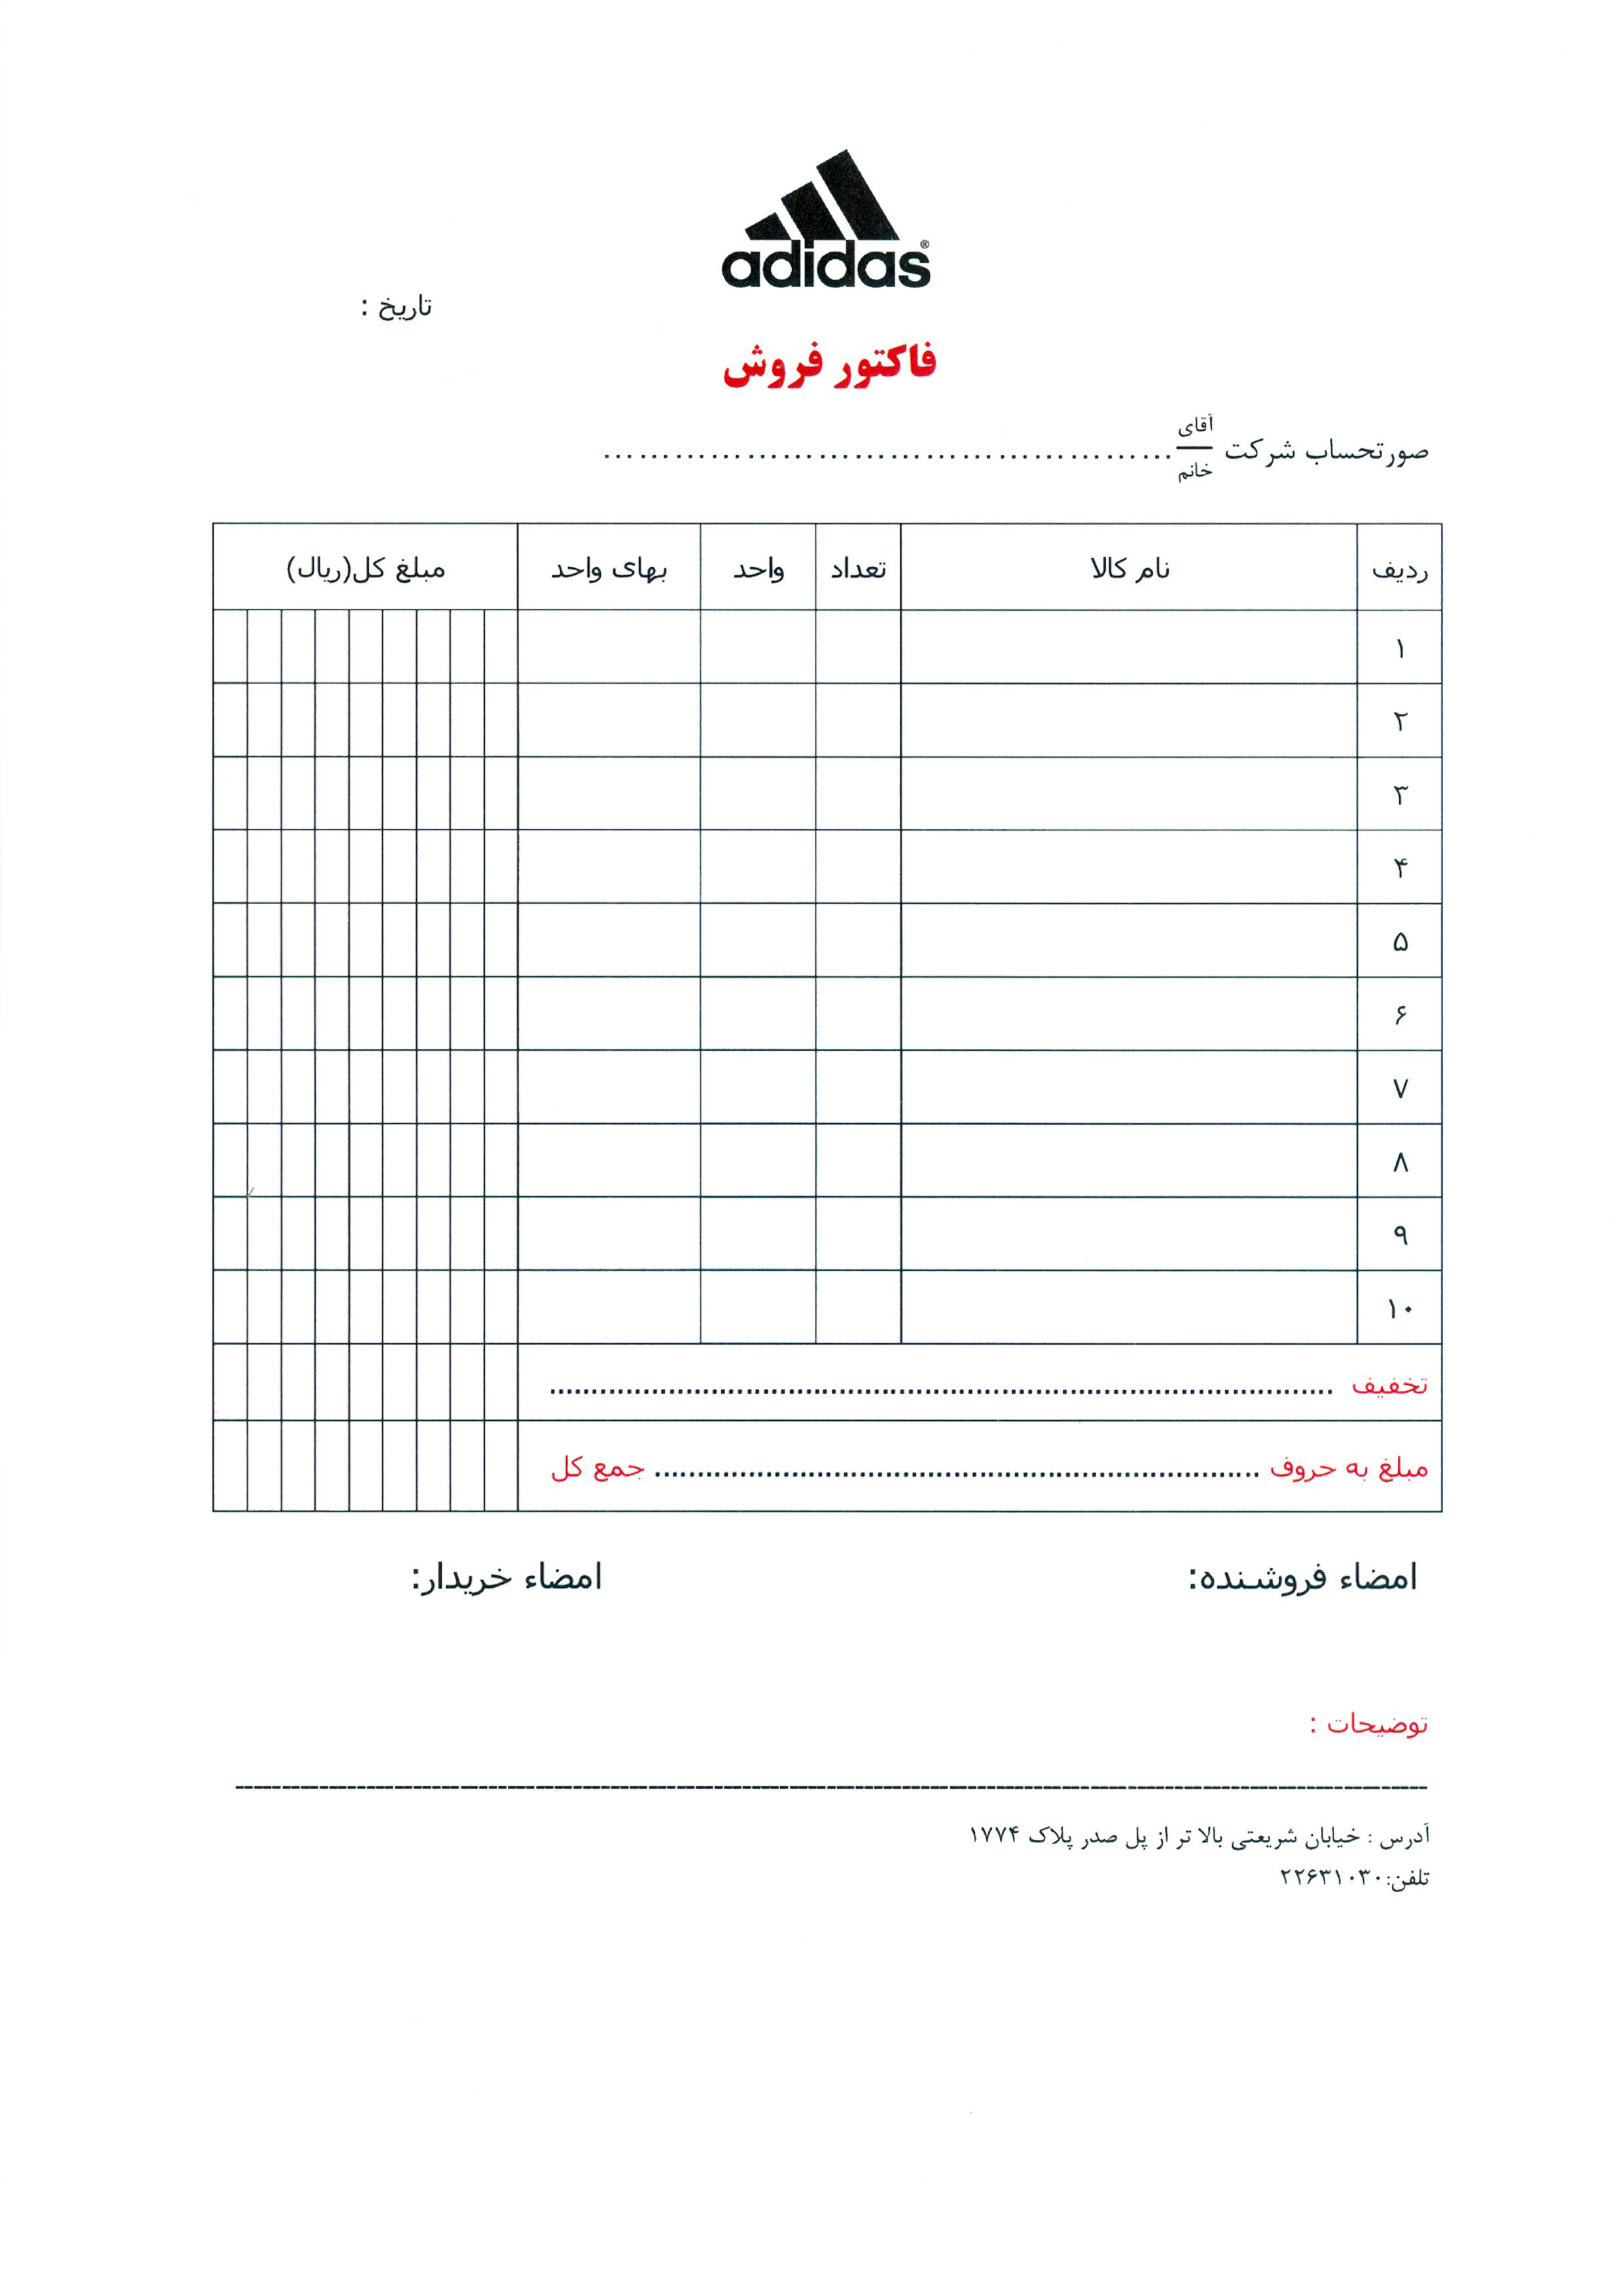 adidas®
تاریخ :
فاکتور فروش
صورتحساب شرکت آقای / خانم ................................................
ردیف نام کالا تعداد واحد بهای واحد مبلغ کل(ریال)
۱
۲
۳
۴
۵
۶
۷
۸
۹
۱۰
تخفیف ................................................
مبلغ به حروف ................................................ جمع کل
امضاء فروشنده: امضاء خریدار:
توضیحات :
آدرس : خیابان شریعتی بالا تر از پل صدر پلاک ۱۷۷۴
تلفن:۲۲۶۳۱۰۳۰